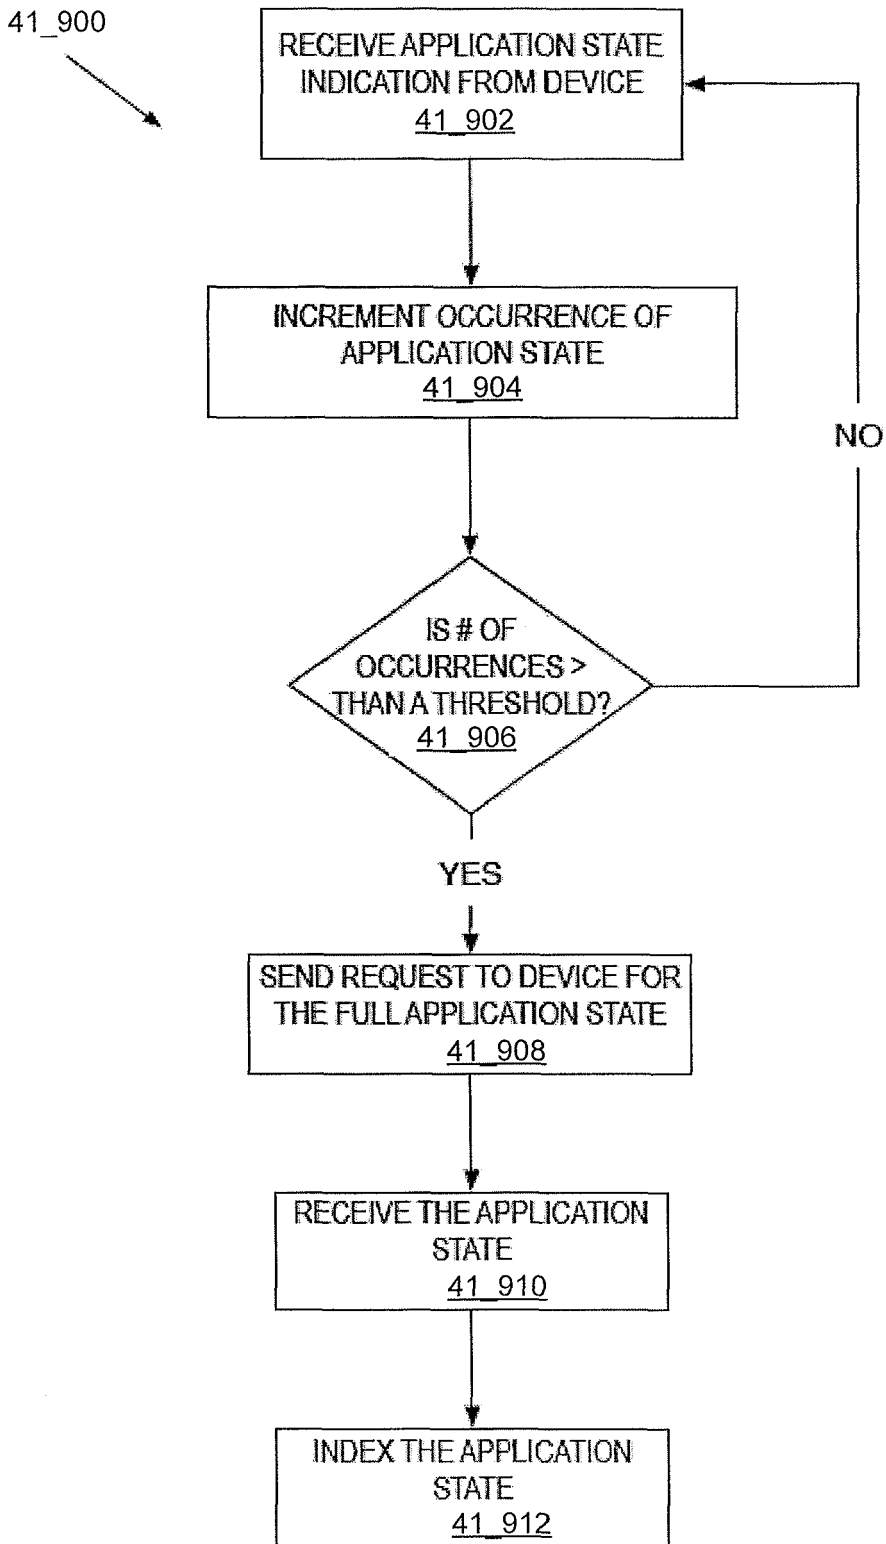 41_900
RECEIVE APPLICATION STATE
INDICATION FROM DEVICE
41_902
INCREMENT OCCURRENCE OF
APPLICATION STATE
41_904
NO
IS # OF
OCCURRENCES >
THAN A THRESHOLD?
41_906
YES
SEND REQUEST TO DEVICE FOR
THE FULL APPLICATION STATE
41_908
RECEIVE THE APPLICATION
STATE
41_910
INDEX THE APPLICATION
STATE
41_912